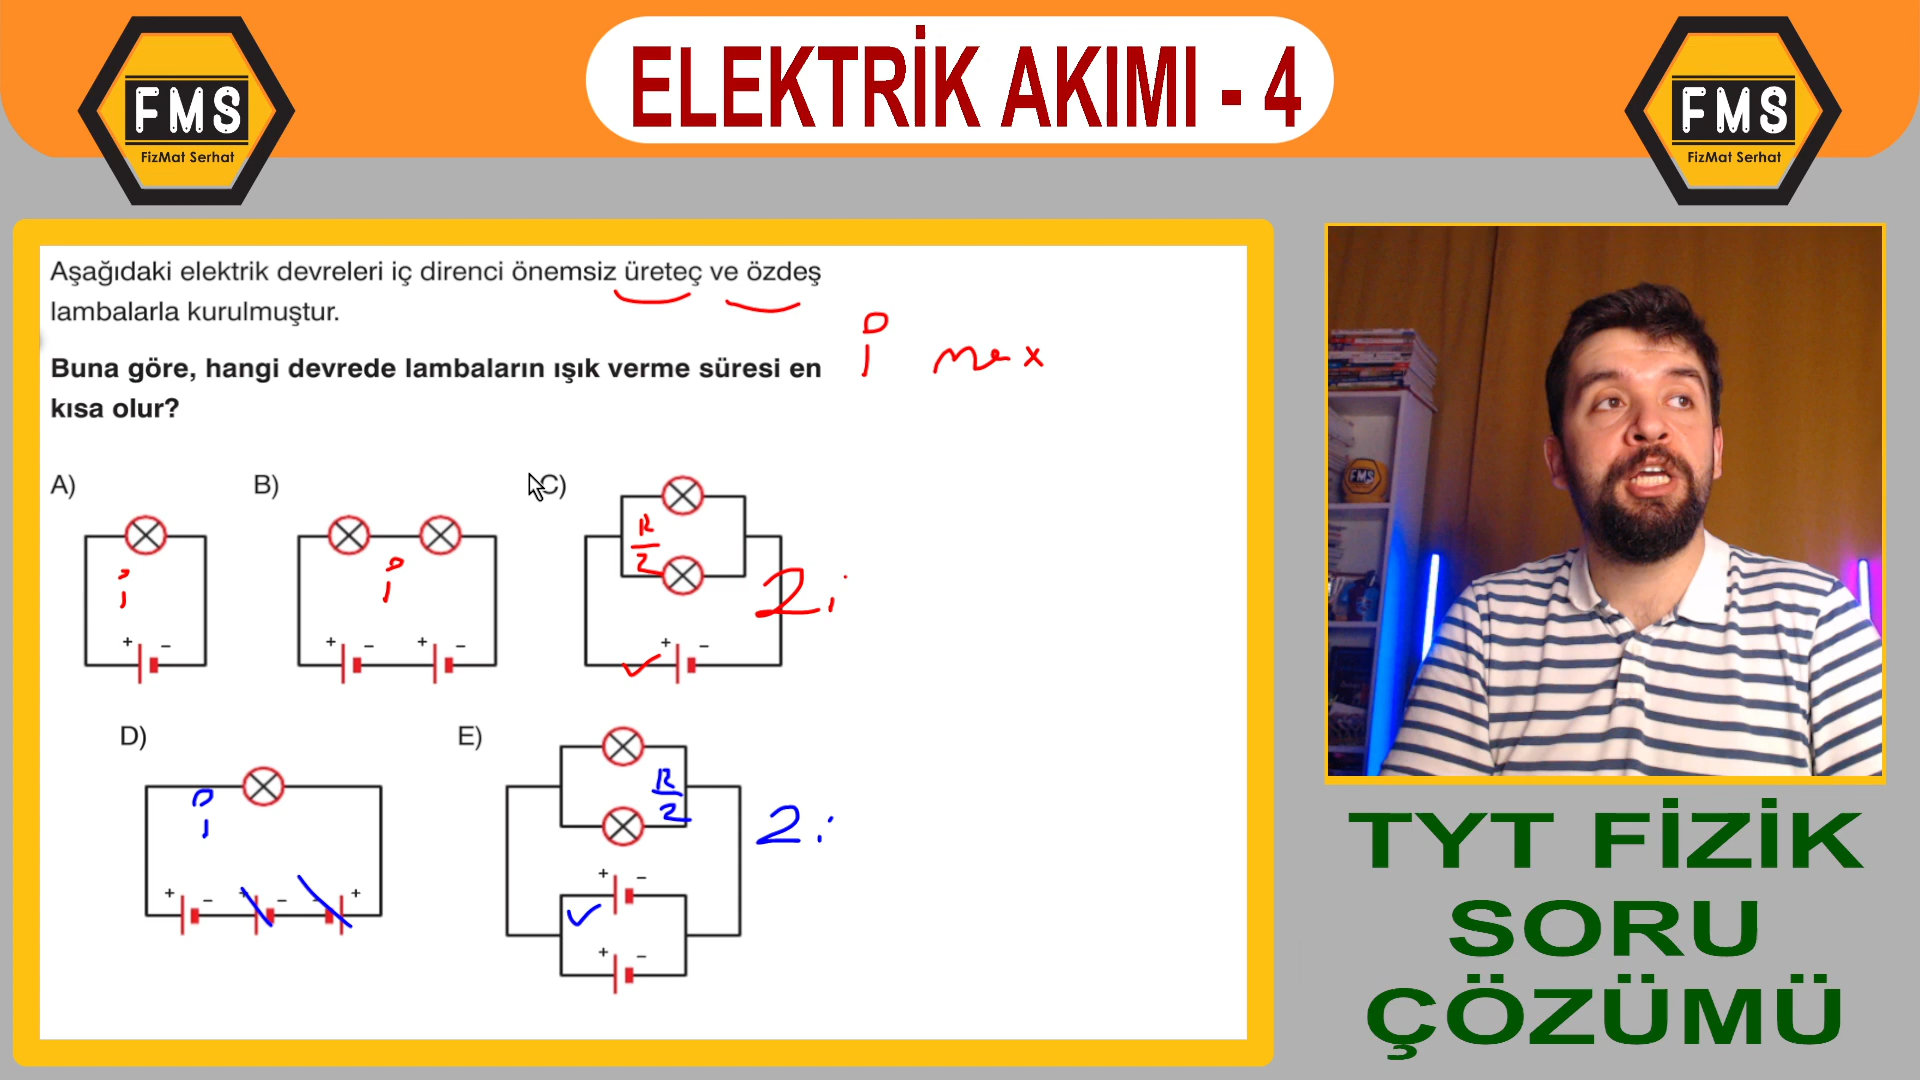 FMS
FizMat Serhat
ELEKTRİK AKIMI - 4
FMS
FizMat Serhat
Aşağıdaki elektrik devreleri iç direnci önemsiz üreteç ve özdeş
lambalarla kurulmuştur.
i max
Buna göre, hangi devrede lambaların ışık verme süresi en
kısa olur?
A)
B)
C)
i
i
R
2
2i
+ −
+ − + −
+ −
D)
E)
i
R
2
2i
+ − + − − +
+ −
+ −
FMS
TYT FİZİK
SORU
ÇÖZÜMÜ